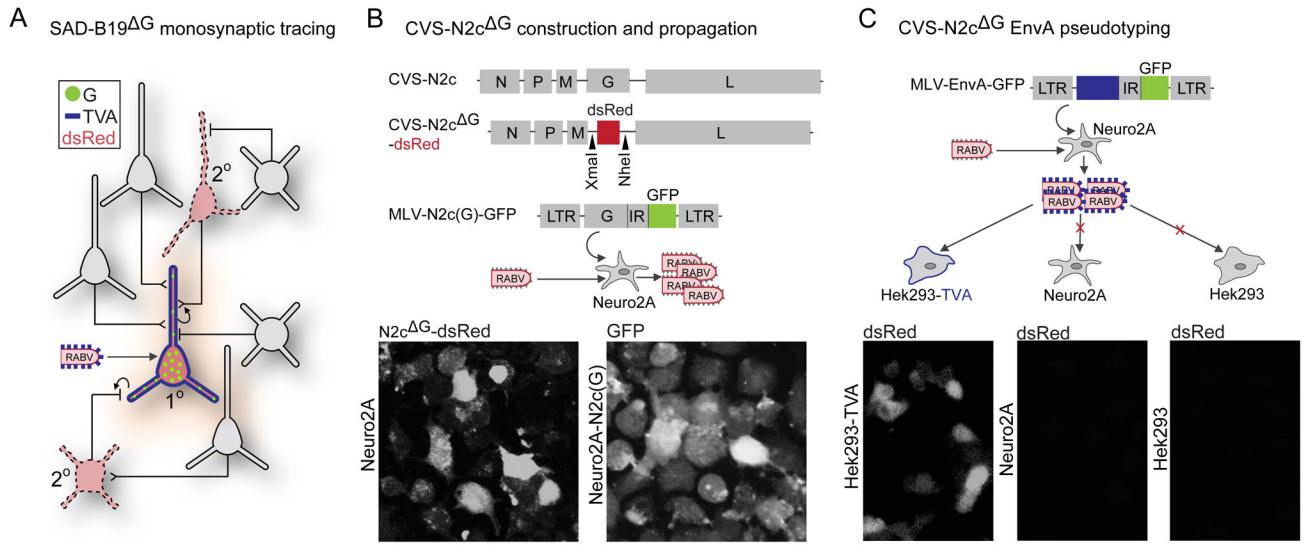 A
SAD-B19ΔG monosynaptic tracing
G
TVA
dsRed
2o
RABV
1o
2o
B
CVS-N2cΔG construction and propagation
CVS-N2c
N P M G L
dsRed
CVS-N2cΔG
-dsRed
N P M L
XmaI
NheI
GFP
MLV-N2c(G)-GFP
LTR G IR LTR
RABV
Neuro2A
RABV
RABV
RABV
RABV
N2cΔG-dsRed
GFP
Neuro2A
Neuro2A-N2c(G)
C
CVS-N2cΔG EnvA pseudotyping
GFP
MLV-EnvA-GFP
LTR IR LTR
Neuro2A
RABV
RABV RABV
RABV RABV
Hek293-TVA
Neuro2A
Hek293
dsRed
dsRed
dsRed
Hek293-TVA
Neuro2A
Hek293